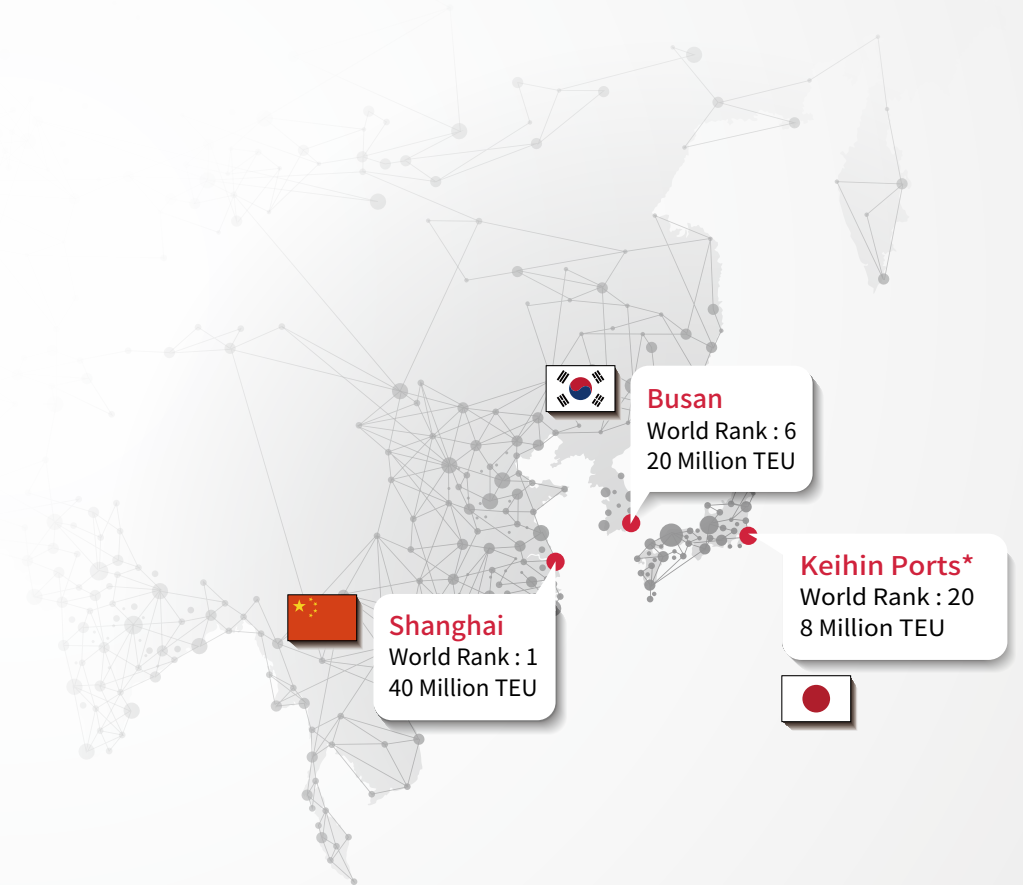 Busan
World Rank : 6
20 Million TEU
Keihin Ports*
World Rank : 20
8 Million TEU
Shanghai
World Rank : 1
40 Million TEU